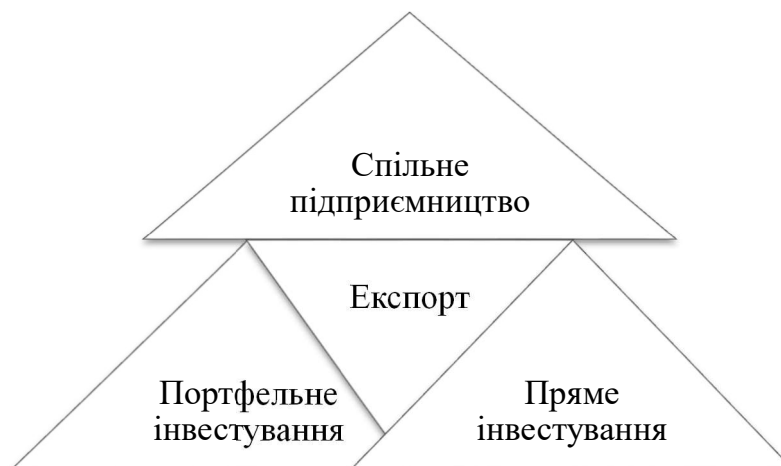 Спільне
підприємництво
Експорт
Портфельне
інвестування
Пряме
інвестування